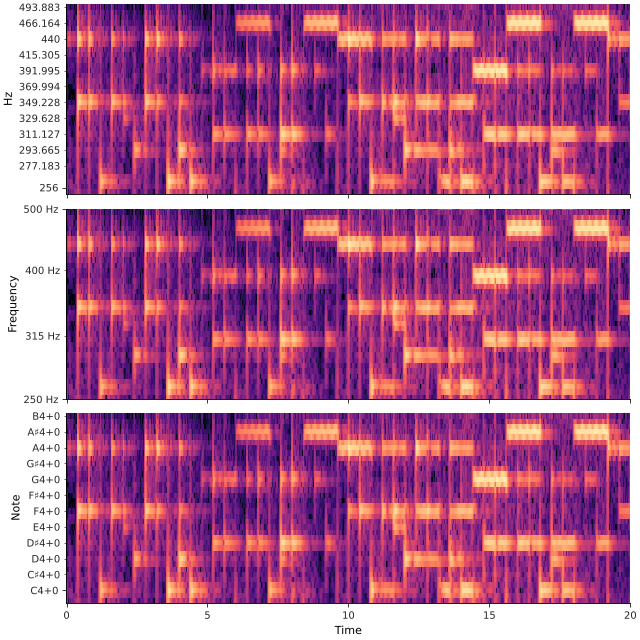 493.883
466.164
440
415.305
391.995
369.994
349.228
329.628
311.127
293.665
277.183
256
Hz
500 Hz
400 Hz
315 Hz
250 Hz
Frequency
B4+0
A♯4+0
A4+0
G♯4+0
G4+0
F♯4+0
F4+0
E4+0
D♯4+0
D4+0
C♯4+0
C4+0
Note
0 5 10 15 20
Time